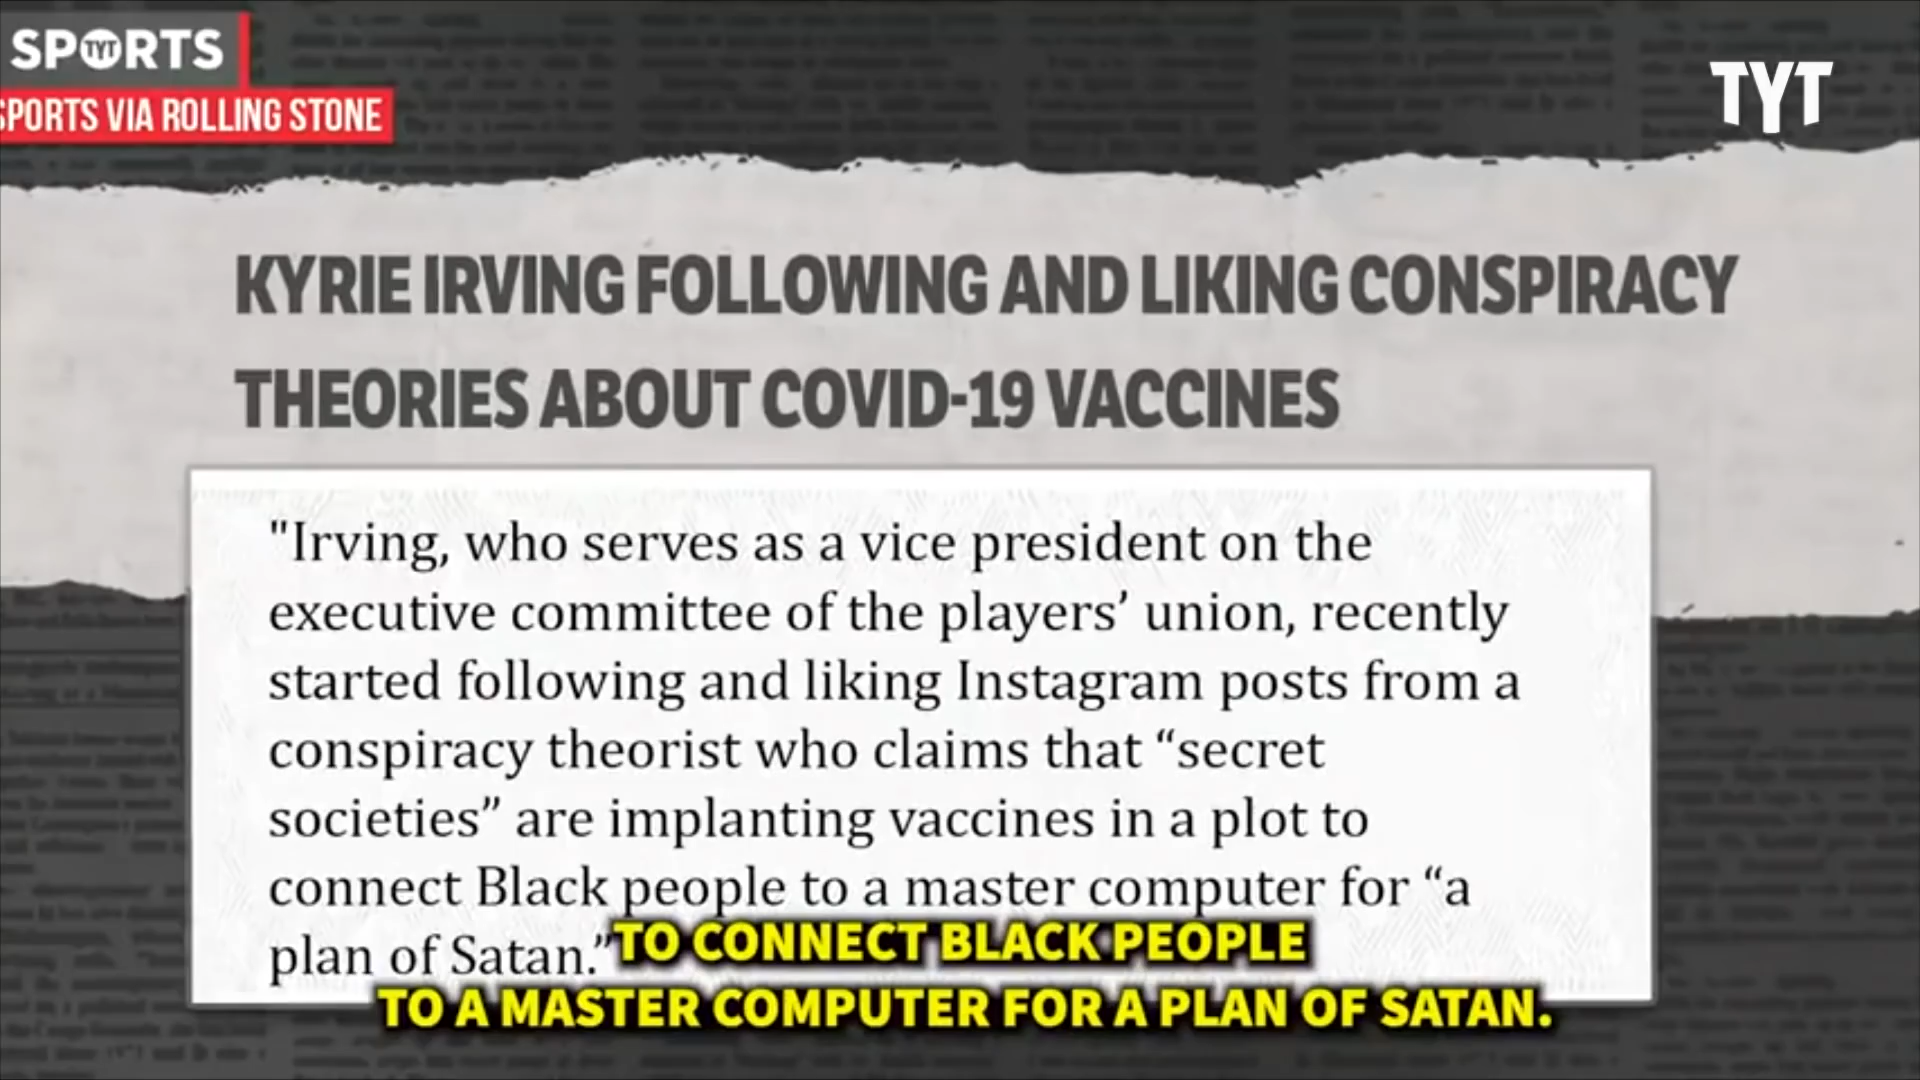 SPORTS
TYT
SPORTS VIA ROLLING STONE
TYT
KYRIE IRVING FOLLOWING AND LIKING CONSPIRACY
THEORIES ABOUT COVID-19 VACCINES
"Irving, who serves as a vice president on the
executive committee of the players’ union, recently
started following and liking Instagram posts from a
conspiracy theorist who claims that “secret
societies” are implanting vaccines in a plot to
connect Black people to a master computer for “a
plan of Satan.”
TO CONNECT BLACK PEOPLE
TO A MASTER COMPUTER FOR A PLAN OF SATAN.